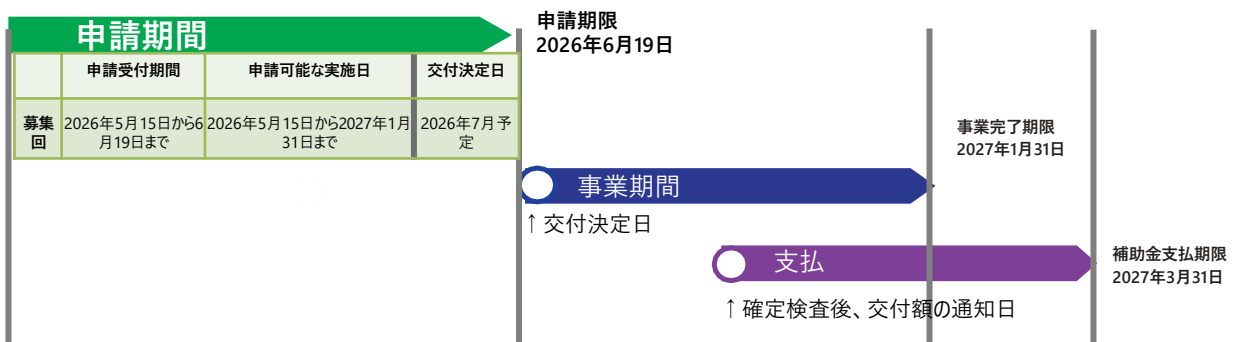 申請期間
申請期限
2026年6月19日
申請受付期間
申請可能な実施日
交付決定日
募集
回
2026年5月15日から6
月19日まで
2026年5月15日から2027年1月
31日まで
2026年7月予
定
事業完了期限
2027年1月31日
事業期間
↑交付決定日
支払
補助金支払期限
2027年3月31日
↑確定検査後、交付額の通知日